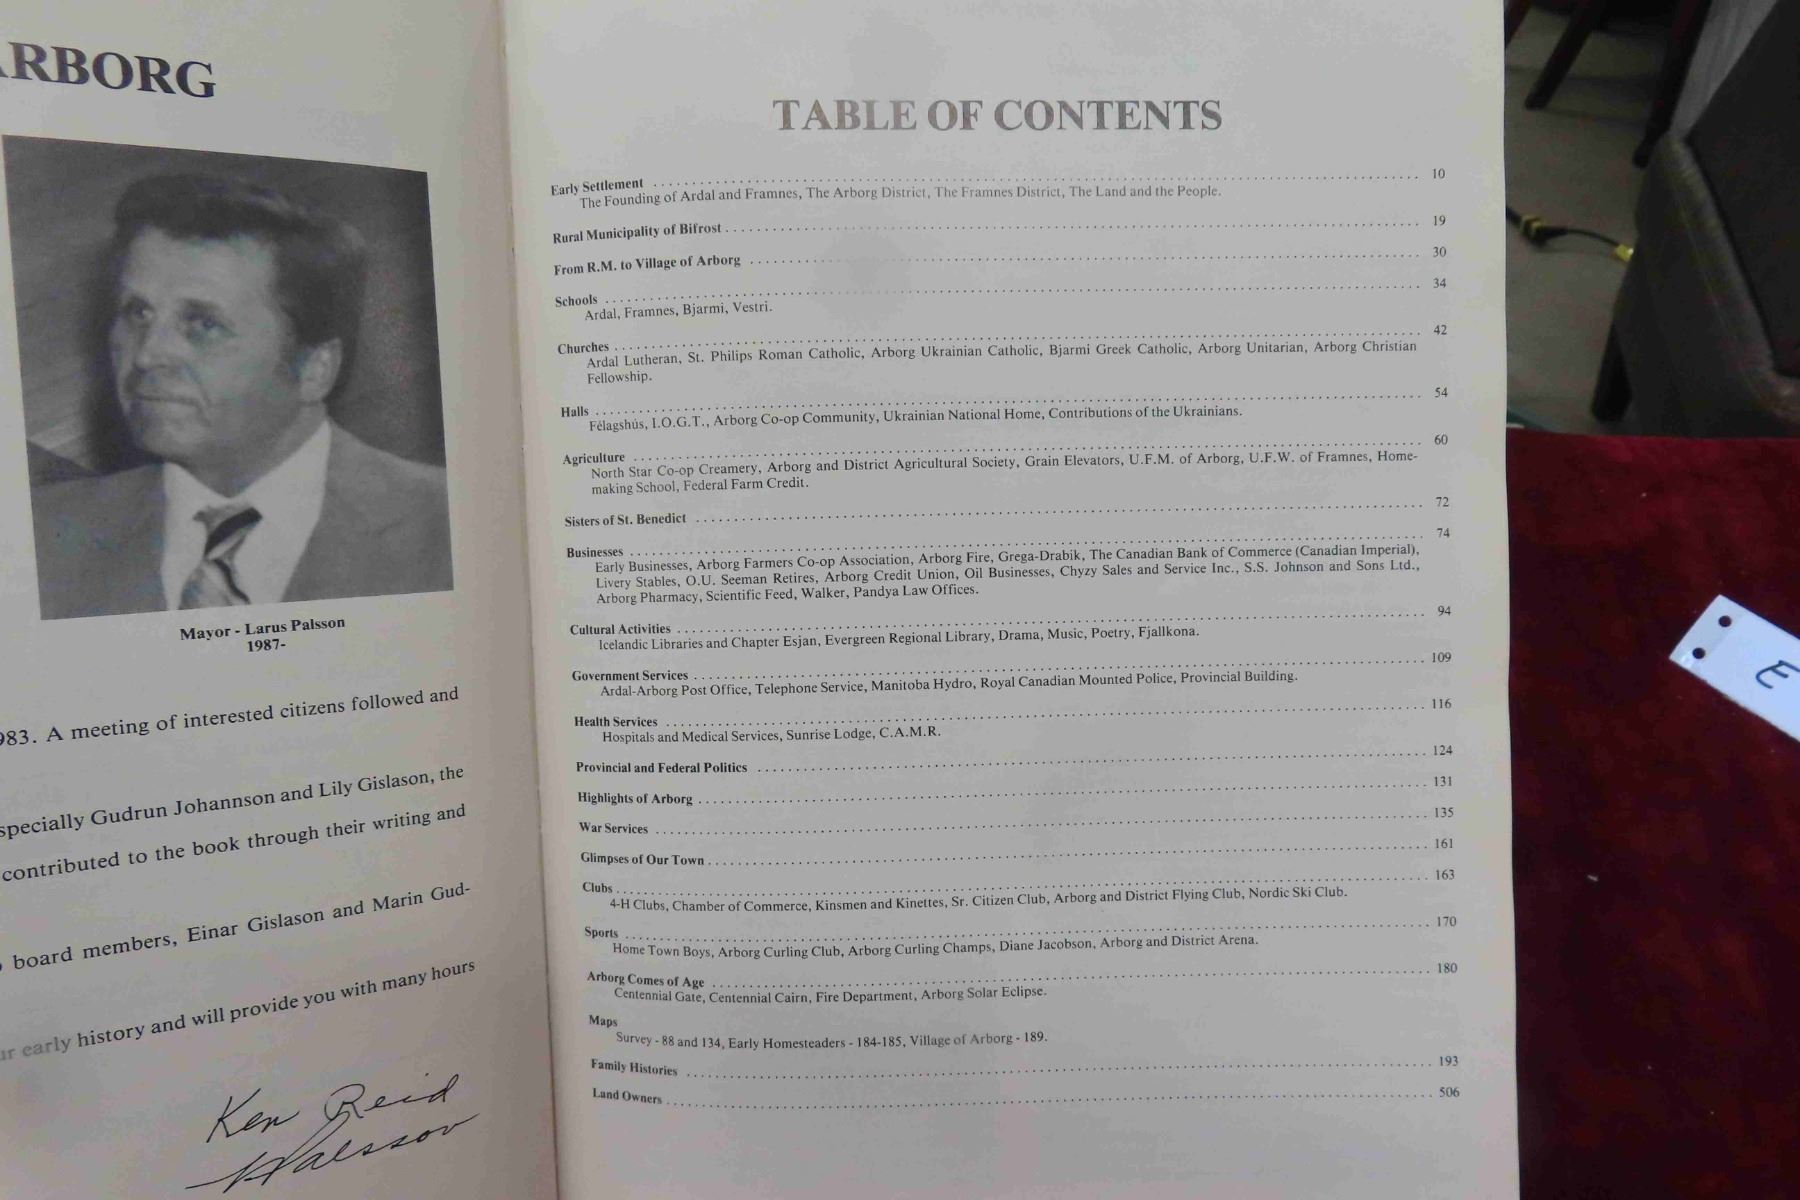 ARBORG
Mayor - Larus Palsson
1987-
983. A meeting of interested citizens followed and
specially Gudrun Johannson and Lily Gislason, the
contributed to the book through their writing and
board members, Einar Gislason and Marin Gud-
ur early history and will provide you with many hours
Ken Reid
Palsson
TABLE OF CONTENTS
Early Settlement 10
The Founding of Ardal and Framnes, The Arborg District, The Framnes District, The Land and the People.
Rural Municipality of Bifrost 19
From R.M. to Village of Arborg 30
Schools 34
Ardal, Framnes, Bjarmi, Vestri.
Churches 42
Ardal Lutheran, St. Philips Roman Catholic, Arborg Ukrainian Catholic, Bjarmi Greek Catholic, Arborg Unitarian, Arborg Christian
Fellowship.
Halls 54
Félagshús, I.O.G.T., Arborg Co-op Community, Ukrainian National Home, Contributions of the Ukrainians.
Agriculture 60
North Star Co-op Creamery, Arborg and District Agricultural Society, Grain Elevators, U.F.M. of Arborg, U.F.W. of Framnes, Home-
making School, Federal Farm Credit.
Sisters of St. Benedict 72
Businesses 74
Early Businesses, Arborg Farmers Co-op Association, Arborg Fire, Grega-Drabik, The Canadian Bank of Commerce (Canadian Imperial),
Livery Stables, O.U. Seeman Retires, Arborg Credit Union, Oil Businesses, Chyzy Sales and Service Inc., S.S. Johnson and Sons Ltd.,
Arborg Pharmacy, Scientific Feed, Walker, Pandya Law Offices.
Cultural Activities 94
Icelandic Libraries and Chapter Esjan, Evergreen Regional Library, Drama, Music, Poetry, Fjallkona.
Government Services 109
Ardal-Arborg Post Office, Telephone Service, Manitoba Hydro, Royal Canadian Mounted Police, Provincial Building.
Health Services 116
Hospitals and Medical Services, Sunrise Lodge, C.A.M.R.
Provincial and Federal Politics 124
Highlights of Arborg 131
War Services 135
Glimpses of Our Town 161
Clubs 163
4-H Clubs, Chamber of Commerce, Kinsmen and Kinettes, Sr. Citizen Club, Arborg and District Flying Club, Nordic Ski Club.
Sports 170
Home Town Boys, Arborg Curling Club, Arborg Curling Champs, Diane Jacobson, Arborg and District Arena.
Arborg Comes of Age 180
Centennial Gate, Centennial Cairn, Fire Department, Arborg Solar Eclipse.
Maps
Survey - 88 and 134, Early Homesteaders - 184-185, Village of Arborg - 189.
Family Histories 193
Land Owners 506